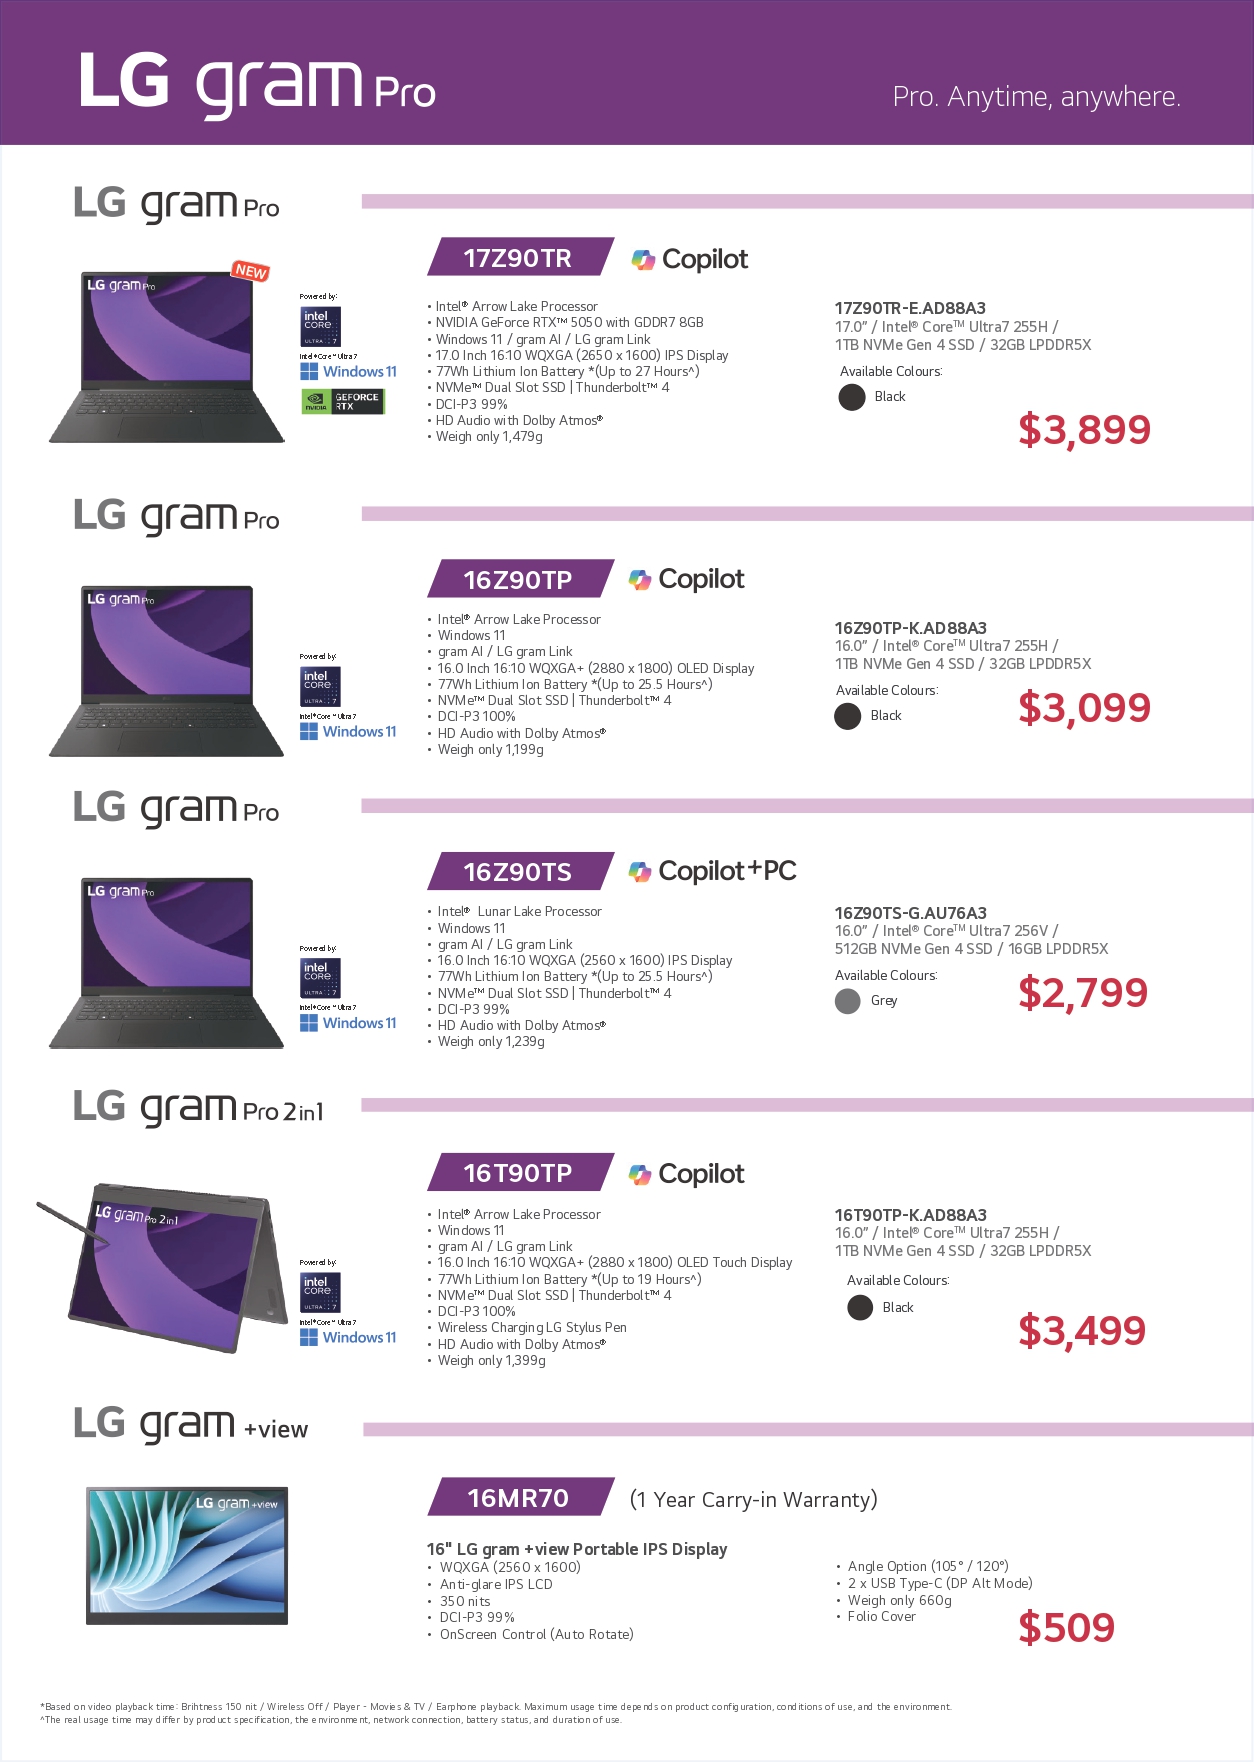 LG gram Pro
Pro. Anytime, anywhere.
LG gram Pro
17Z90TR
Copilot
NEW
LG gram Pro
Powered by:
intel
CORE
ULTRA 7
Intel® Core™ Ultra 7
Windows 11
NVIDIA
GEFORCE
RTX
• Intel® Arrow Lake Processor
• NVIDIA GeForce RTX™ 5050 with GDDR7 8GB
• Windows 11 / gram AI / LG gram Link
• 17.0 Inch 16:10 WQXGA (2650 x 1600) IPS Display
• 77Wh Lithium Ion Battery *(Up to 27 Hours^)
• NVMe™ Dual Slot SSD | Thunderbolt™ 4
• DCI-P3 99%
• HD Audio with Dolby Atmos®
• Weigh only 1,479g
17Z90TR-E.AD88A3
17.0” / Intel® Core™ Ultra7 255H /
1TB NVMe Gen 4 SSD / 32GB LPDDR5X
Available Colours:
Black
$3,899
LG gram Pro
16Z90TP
Copilot
LG gram Pro
Powered by:
intel
CORE
ULTRA 7
Intel® Core™ Ultra 7
Windows 11
• Intel® Arrow Lake Processor
• Windows 11
• gram AI / LG gram Link
• 16.0 Inch 16:10 WQXGA+ (2880 x 1800) OLED Display
• 77Wh Lithium Ion Battery *(Up to 25.5 Hours^)
• NVMe™ Dual Slot SSD | Thunderbolt™ 4
• DCI-P3 100%
• HD Audio with Dolby Atmos®
• Weigh only 1,199g
16Z90TP-K.AD88A3
16.0” / Intel® Core™ Ultra7 255H /
1TB NVMe Gen 4 SSD / 32GB LPDDR5X
Available Colours:
Black
$3,099
LG gram Pro
16Z90TS
Copilot+PC
LG gram Pro
Powered by:
intel
CORE
ULTRA 7
Intel® Core™ Ultra 7
Windows 11
• Intel® Lunar Lake Processor
• Windows 11
• gram AI / LG gram Link
• 16.0 Inch 16:10 WQXGA (2560 x 1600) IPS Display
• 77Wh Lithium Ion Battery *(Up to 25.5 Hours^)
• NVMe™ Dual Slot SSD | Thunderbolt™ 4
• DCI-P3 99%
• HD Audio with Dolby Atmos®
• Weigh only 1,239g
16Z90TS-G.AU76A3
16.0” / Intel® Core™ Ultra7 256V /
512GB NVMe Gen 4 SSD / 16GB LPDDR5X
Available Colours:
Grey
$2,799
LG gram Pro 2in1
16T90TP
Copilot
LG gram Pro 2in1
Powered by:
intel
CORE
ULTRA 7
Intel® Core™ Ultra 7
Windows 11
• Intel® Arrow Lake Processor
• Windows 11
• gram AI / LG gram Link
• 16.0 Inch 16:10 WQXGA+ (2880 x 1800) OLED Touch Display
• 77Wh Lithium Ion Battery *(Up to 19 Hours^)
• NVMe™ Dual Slot SSD | Thunderbolt™ 4
• DCI-P3 100%
• Wireless Charging LG Stylus Pen
• HD Audio with Dolby Atmos®
• Weigh only 1,399g
16T90TP-K.AD88A3
16.0” / Intel® Core™ Ultra7 255H /
1TB NVMe Gen 4 SSD / 32GB LPDDR5X
Available Colours:
Black
$3,499
LG gram +view
LG gram +view
16MR70
(1 Year Carry-in Warranty)
16" LG gram +view Portable IPS Display
• WQXGA (2560 x 1600)
• Anti-glare IPS LCD
• 350 nits
• DCI-P3 99%
• OnScreen Control (Auto Rotate)
• Angle Option (105° / 120°)
• 2 x USB Type-C (DP Alt Mode)
• Weigh only 660g
• Folio Cover
$509
*Based on video playback time: Brihtness 150 nit / Wireless Off / Player - Movies & TV / Earphone playback. Maximum usage time depends on product configuration, conditions of use, and the environment.
^The real usage time may differ by product specification, the environment, network connection, battery status, and duration of use.